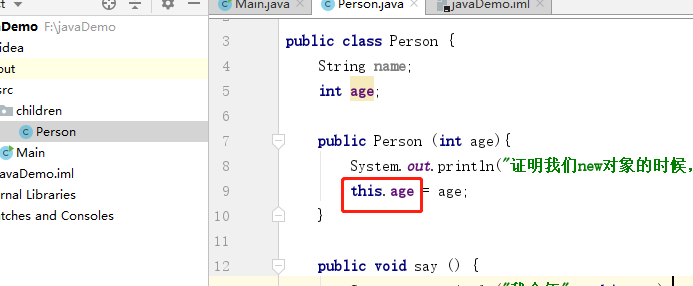 Main.java
Person.java
javaDemo.iml
Demo F:\javaDemo
idea
out
src
children
Person
Main
avaDemo.iml
rnal Libraries
atches and Consoles
3 public class Person {
4 String name;
5 int age;
6
7 public Person (int age){
8 System.out.println("证明我们new对象的时候,
9 this.age = age;
10 }
11
12 public void say () {